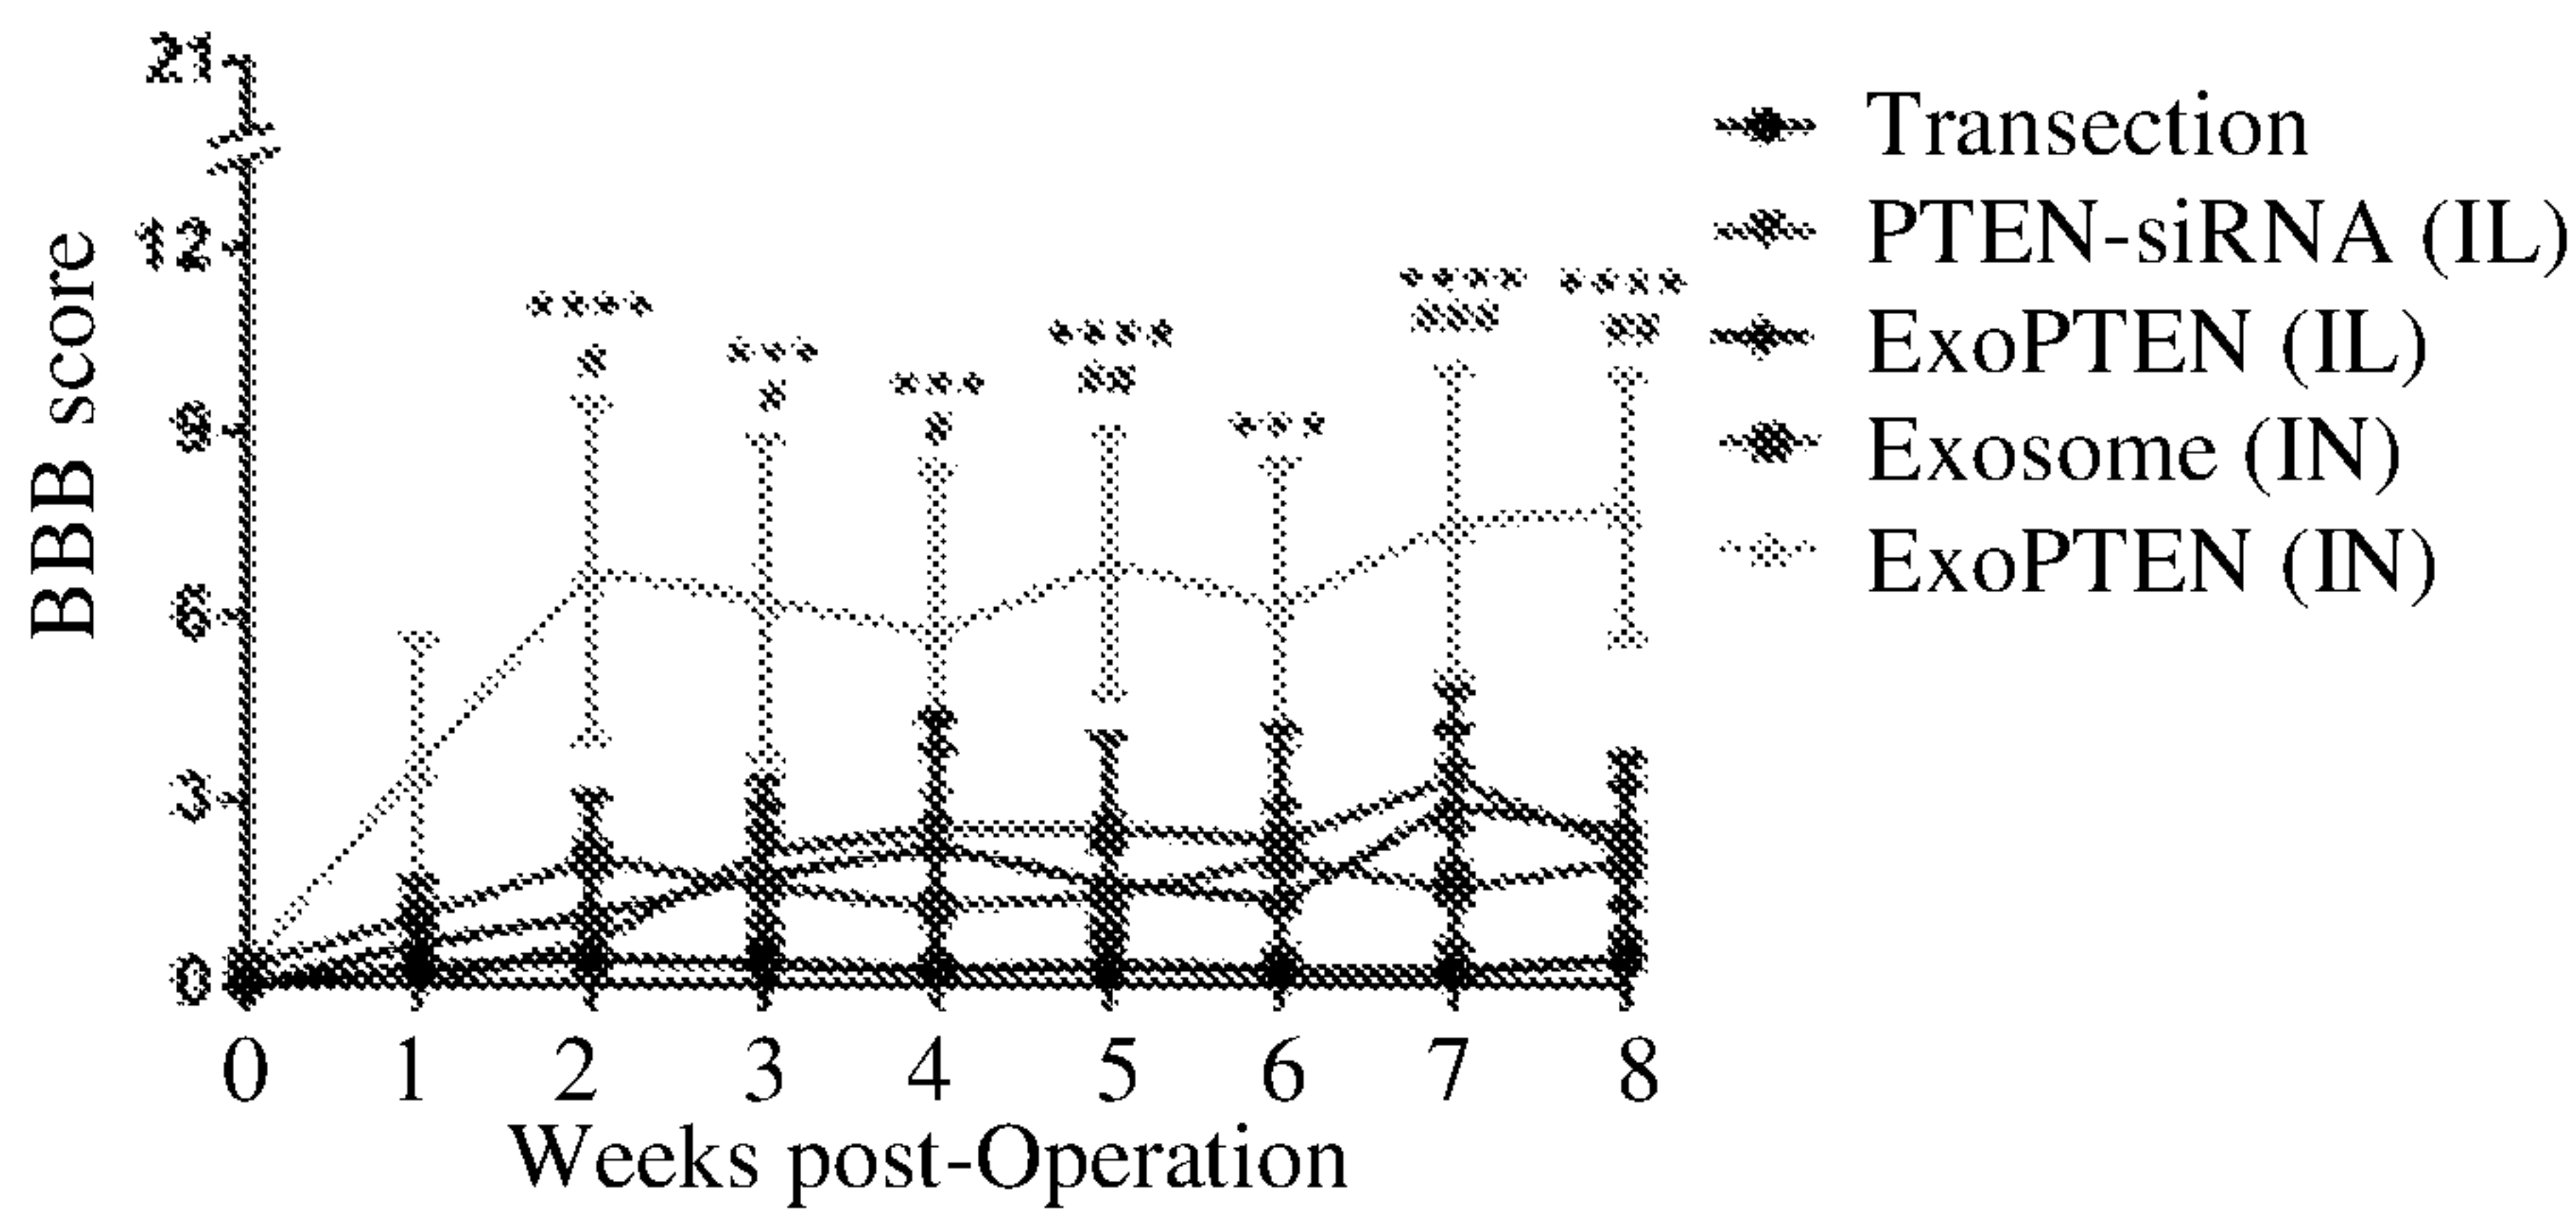 21
12
9
6
3
0
BBB score
****
#
***
#
***
#
****
##
***
****
###
****
##
0 1 2 3 4 5 6 7 8
Weeks post-Operation
Transection
PTEN-siRNA (IL)
ExoPTEN (IL)
Exosome (IN)
ExoPTEN (IN)